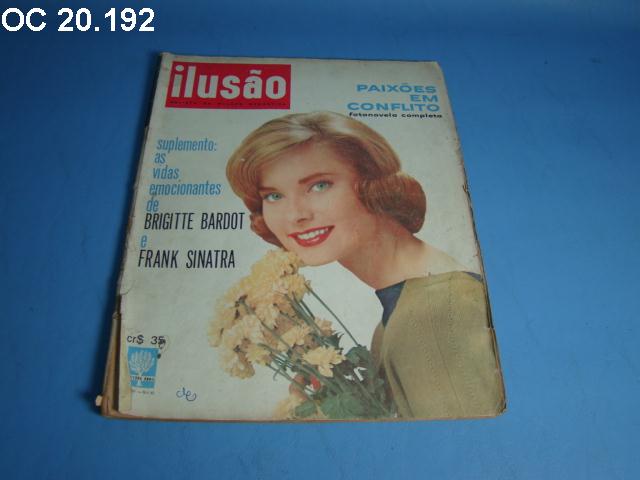 OC 20.192
ilusão
PAIXÕES
EM
CONFLITO
fotonovela completa
suplemento:
as
vidas
emocionantes
de
BRIGITTE BARDOT
e
FRANK SINATRA
cr$ 35